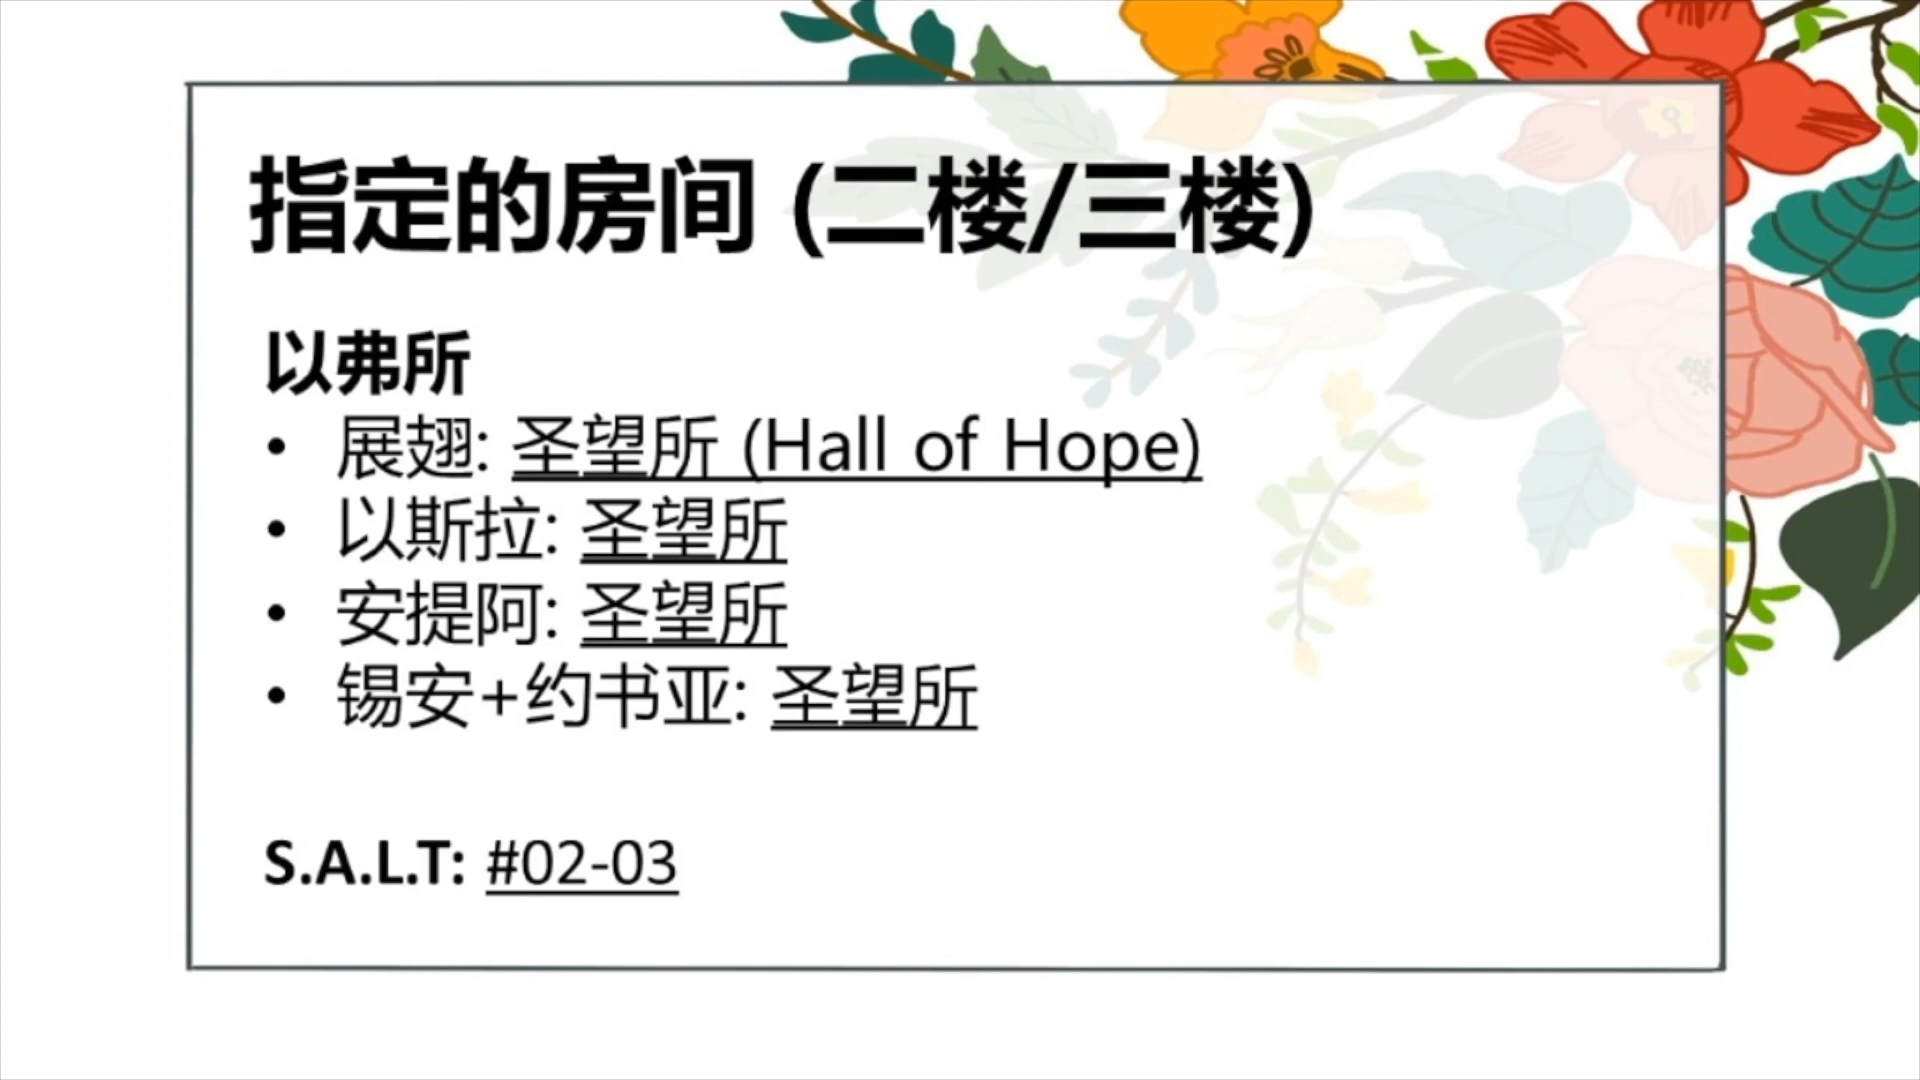 指定的房间 (二楼/三楼)
以弗所
• 展翅: 圣望所 (Hall of Hope)
• 以斯拉: 圣望所
• 安提阿: 圣望所
• 锡安+约书亚: 圣望所
S.A.L.T: #02-03